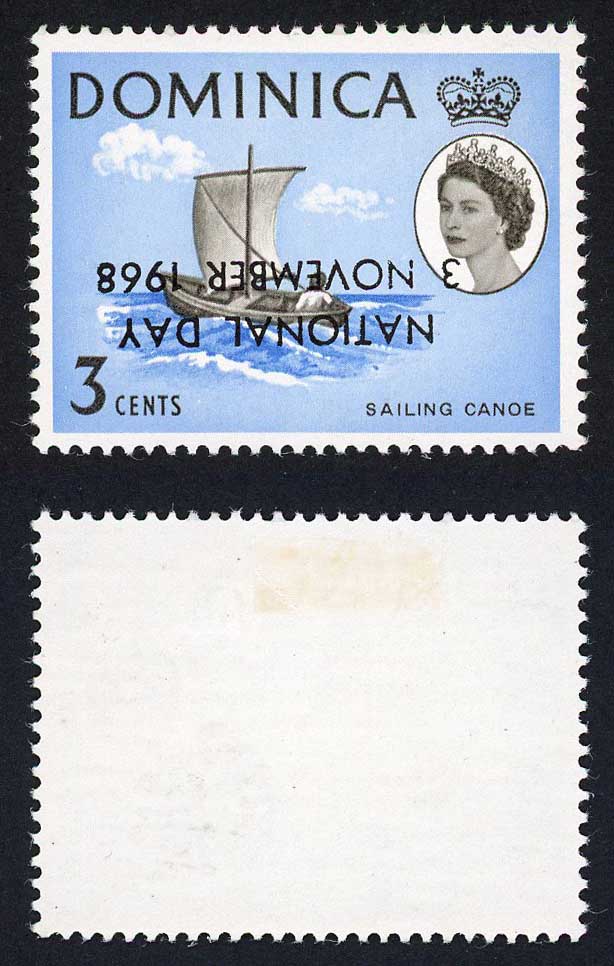 DOMINICA
NATIONAL DAY
3 NOVEMBER 1968
3 CENTS
SAILING CANOE